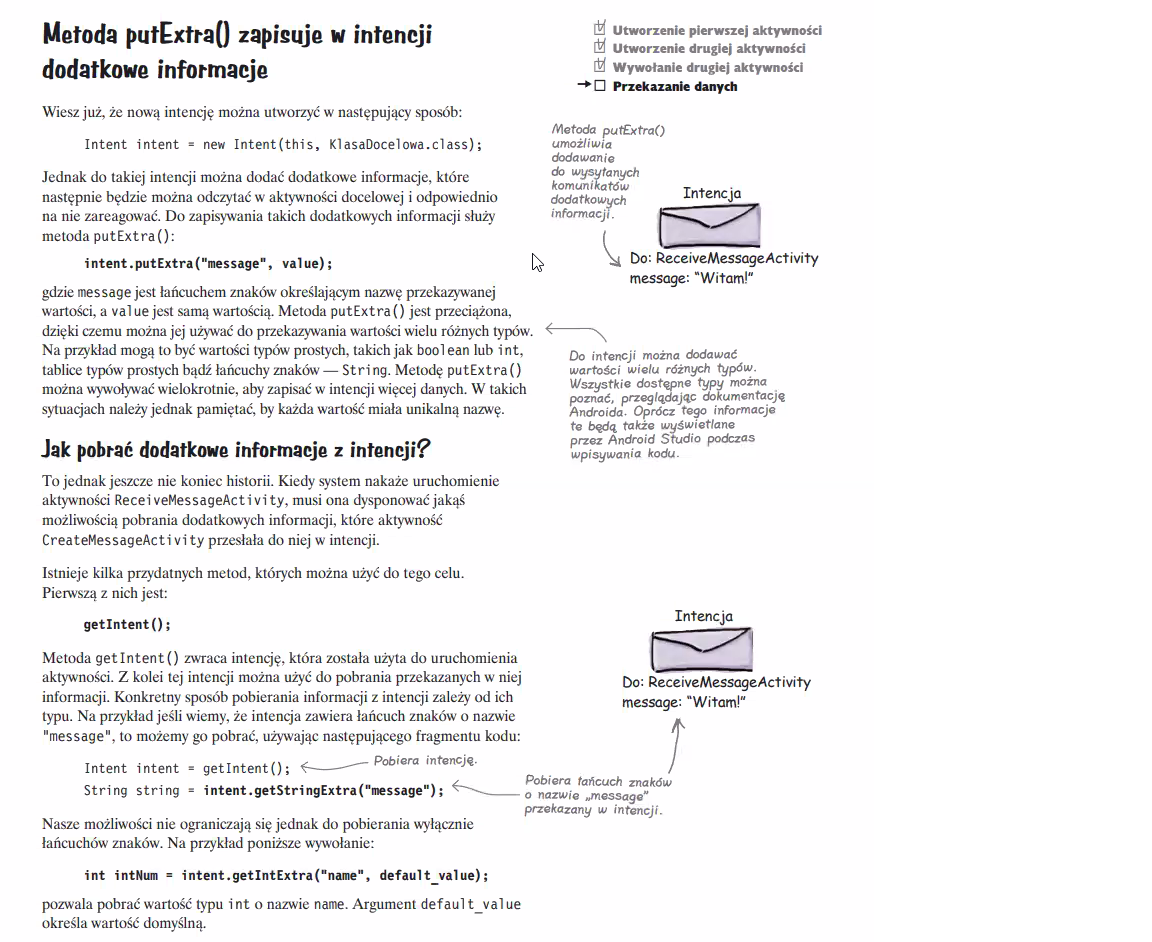 Metoda putExtra() zapisuje w intencji
dodatkowe informacje
Utworzenie pierwszej aktywności
Utworzenie drugiej aktywności
Wywołanie drugiej aktywności
Przekazanie danych
Wiesz już, że nową intencję można utworzyć w następujący sposób:
Intent intent = new Intent(this, KlasaDocelowa.class);
Jednak do takiej intencji można dodać dodatkowe informacje, które
następnie będzie można odczytać w aktywności docelowej i odpowiednio
na nie zareagować. Do zapisywania takich dodatkowych informacji służy
metoda putExtra():
intent.putExtra("message", value);
Metoda putExtra()
umożliwia
dodawanie
do wysyłanych
komunikatów
dodatkowych
informacji.
Intencja
Do: ReceiveMessageActivity
message: “Witam!”
gdzie message jest łańcuchem znaków określającym nazwę przekazywanej
wartości, a value jest samą wartością. Metoda putExtra() jest przeciążona,
dzięki czemu można jej używać do przekazywania wartości wielu różnych typów.
Na przykład mogą to być wartości typów prostych, takich jak boolean lub int,
tablice typów prostych bądź łańcuchy znaków — String. Metodę putExtra()
można wywoływać wielokrotnie, aby zapisać w intencji więcej danych. W takich
sytuacjach należy jednak pamiętać, by każda wartość miała unikalną nazwę.
Do intencji można dodawać
wartości wielu różnych typów.
Wszystkie dostępne typy można
poznać, przeglądając dokumentację
Androida. Oprócz tego informacje
te będą także wyświetlane
przez Android Studio podczas
wpisywania kodu.
Jak pobrać dodatkowe informacje z intencji?
To jednak jeszcze nie koniec historii. Kiedy system nakaże uruchomienie
aktywności ReceiveMessageActivity, musi ona dysponować jakąś
możliwością pobrania dodatkowych informacji, które aktywność
CreateMessageActivity przesłała do niej w intencji.
Istnieje kilka przydatnych metod, których można użyć do tego celu.
Pierwszą z nich jest:
getIntent();
Metoda getIntent() zwraca intencję, która została użyta do uruchomienia
aktywności. Z kolei tej intencji można użyć do pobrania przekazanych w niej
informacji. Konkretny sposób pobierania informacji z intencji zależy od ich
typu. Na przykład jeśli wiemy, że intencja zawiera łańcuch znaków o nazwie
"message", to możemy go pobrać, używając następującego fragmentu kodu:
Intencja
Do: ReceiveMessageActivity
message: “Witam!”
Intent intent = getIntent();
Pobiera intencję.
String string = intent.getStringExtra("message");
Pobiera łańcuch znaków
o nazwie „message”
przekazany w intencji.
Nasze możliwości nie ograniczają się jednak do pobierania wyłącznie
łańcuchów znaków. Na przykład poniższe wywołanie:
int intNum = intent.getIntExtra("name", default_value);
pozwala pobrać wartość typu int o nazwie name. Argument default_value
określa wartość domyślną.